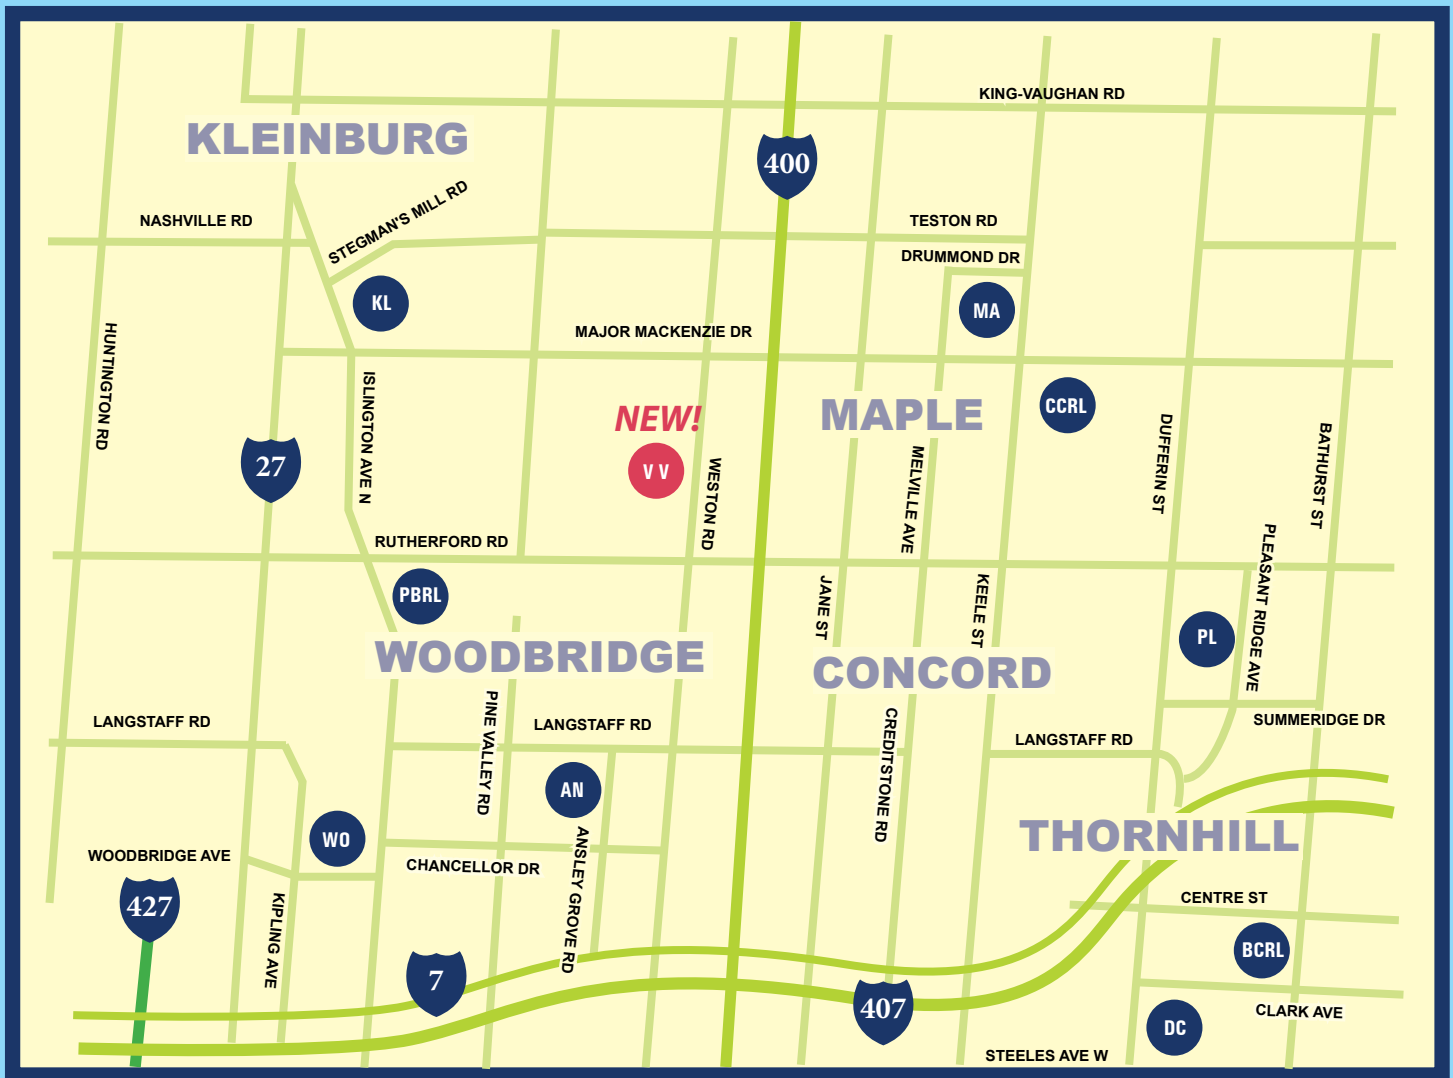 KING-VAUGHAN RD
KLEINBURG
400
NASHVILLE RD
STEGMAN'S MILL RD
TESTON RD
DRUMMOND DR
KL
MA
MAJOR MACKENZIE DR
HUNTINGTON RD
ISLINGTON AVE N
NEW!
MAPLE
CCRL
27
V V
WESTON RD
MELVILLE AVE
DUFFERIN ST
BATHURST ST
RUTHERFORD RD
PBRL
JANE ST
KEELE ST
PL
PLEASANT RIDGE AVE
WOODBRIDGE
CONCORD
LANGSTAFF RD
PINE VALLEY RD
LANGSTAFF RD
CREDITSTONE RD
LANGSTAFF RD
SUMMERIDGE DR
AN
WO
THORNHILL
WOODBRIDGE AVE
CHANCELLOR DR
ANSLEY GROVE RD
427
KIPLING AVE
CENTRE ST
BCRL
7
407
CLARK AVE
DC
STEELES AVE W